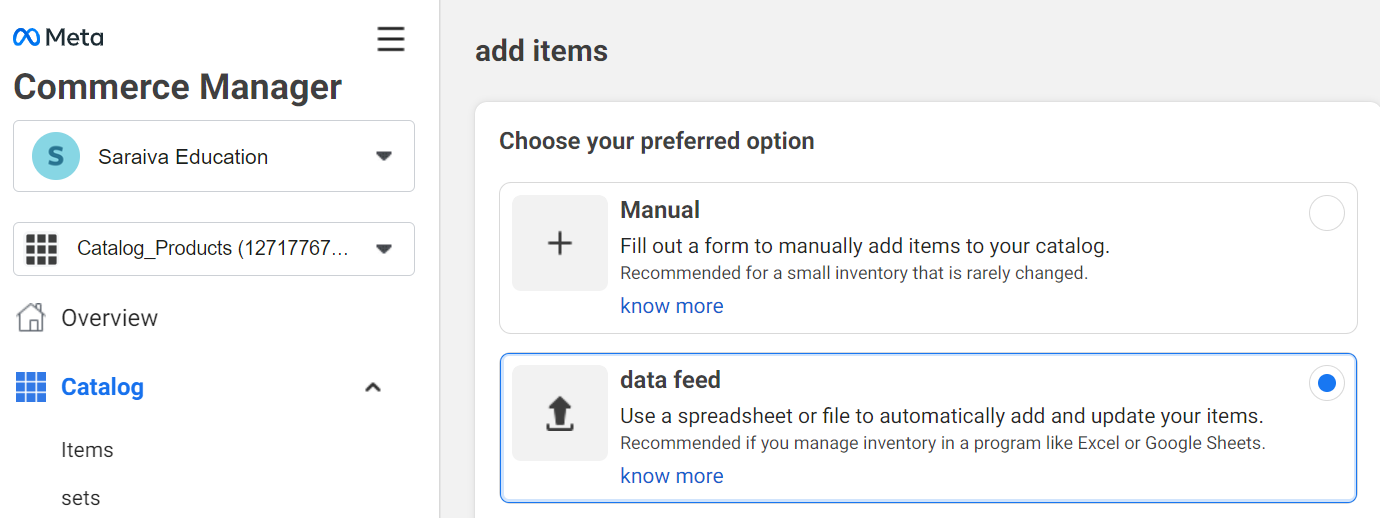 Meta
Commerce Manager
S
Saraiva Education
Catalog_Products (12717767...
Overview
Catalog
Items
sets
add items
Choose your preferred option
Manual
Fill out a form to manually add items to your catalog.
Recommended for a small inventory that is rarely changed.
know more
data feed
Use a spreadsheet or file to automatically add and update your items.
Recommended if you manage inventory in a program like Excel or Google Sheets.
know more